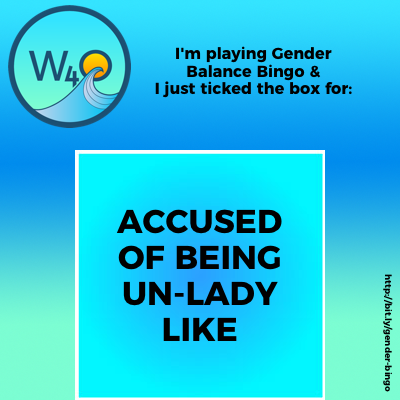 W4O
I'm playing Gender
Balance Bingo &
I just ticked the box for:
ACCUSED
OF BEING
UN-LADY
LIKE
http://bit.ly/gender-bingo